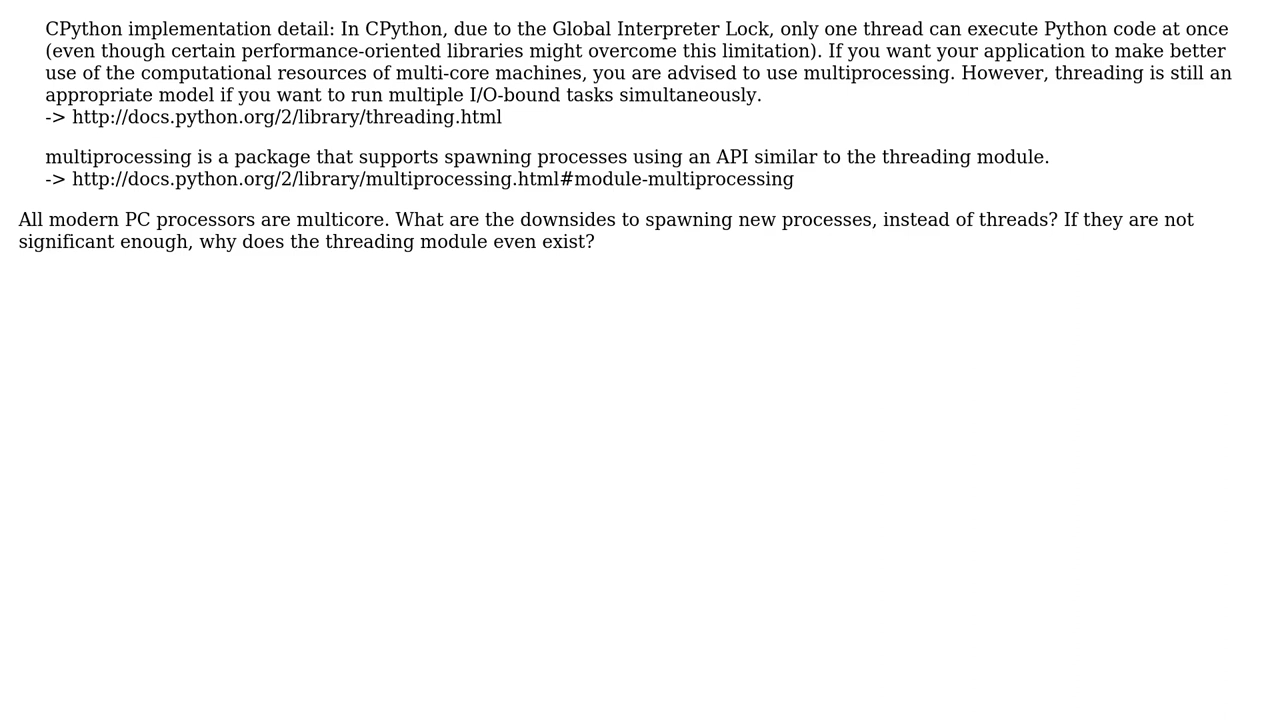 CPython implementation detail: In CPython, due to the Global Interpreter Lock, only one thread can execute Python code at once
(even though certain performance-oriented libraries might overcome this limitation). If you want your application to make better
use of the computational resources of multi-core machines, you are advised to use multiprocessing. However, threading is still an
appropriate model if you want to run multiple I/O-bound tasks simultaneously.
-> http://docs.python.org/2/library/threading.html
multiprocessing is a package that supports spawning processes using an API similar to the threading module.
-> http://docs.python.org/2/library/multiprocessing.html#module-multiprocessing
All modern PC processors are multicore. What are the downsides to spawning new processes, instead of threads? If they are not
significant enough, why does the threading module even exist?